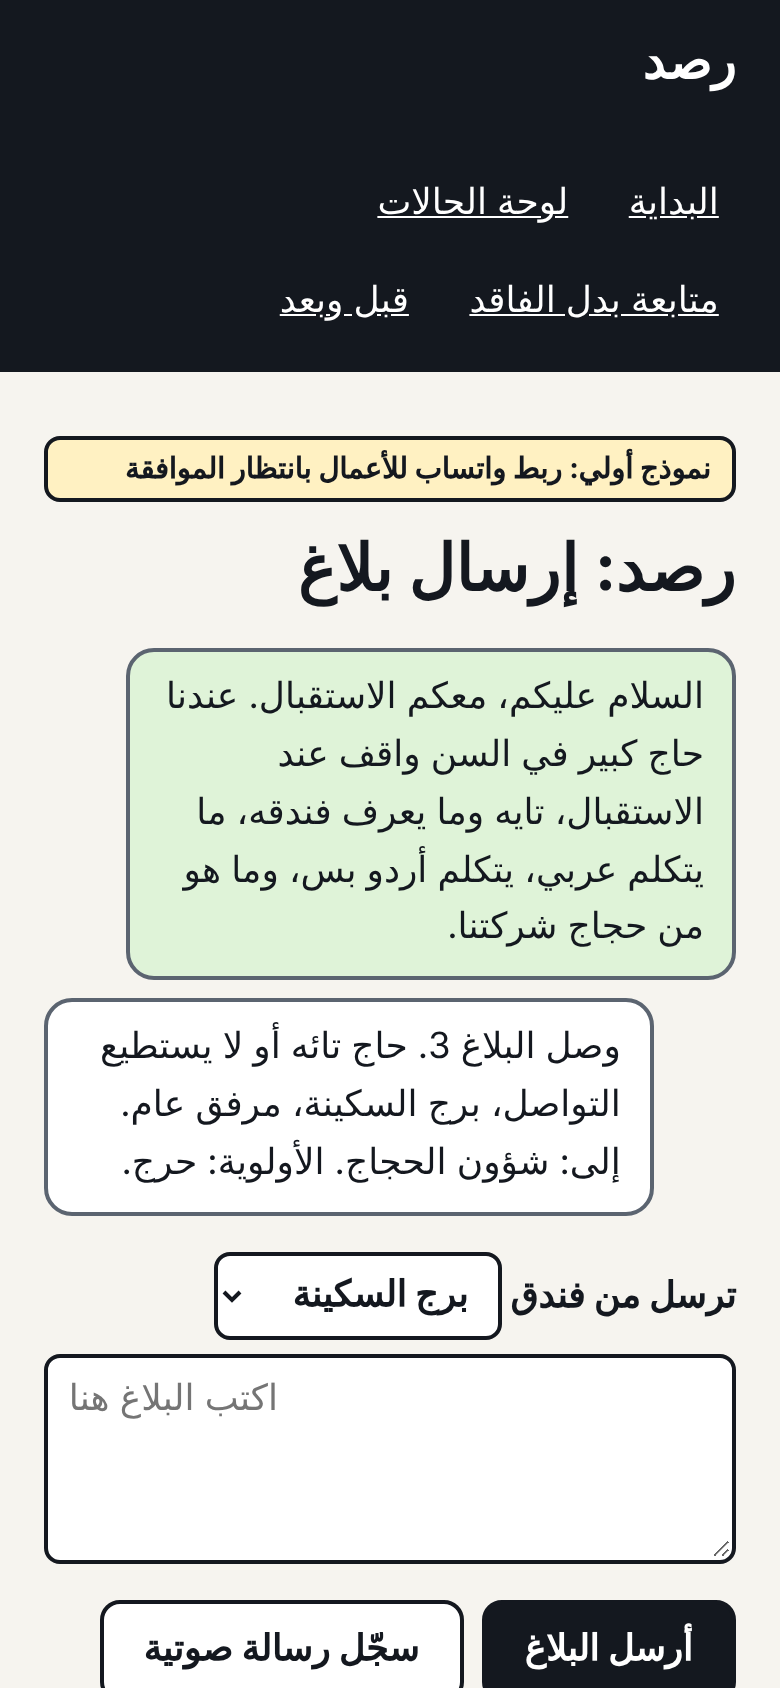 رصد
البداية لوحة الحالات
متابعة بدل الفاقد قبل وبعد
نموذج أولي: ربط واتساب للأعمال بانتظار الموافقة
رصد: إرسال بلاغ
السلام عليكم، معكم الاستقبال. عندنا
حاج كبير في السن واقف عند
الاستقبال، تايه وما يعرف فندقه، ما
يتكلم عربي، يتكلم أردو بس، وما هو
من حجاج شركتنا.
وصل البلاغ 3. حاج تائه أو لا يستطيع
التواصل، برج السكينة، مرفق عام.
إلى: شؤون الحجاج. الأولوية: حرج.
ترسل من فندق برج السكينة
اكتب البلاغ هنا
أرسل البلاغ سجّل رسالة صوتية